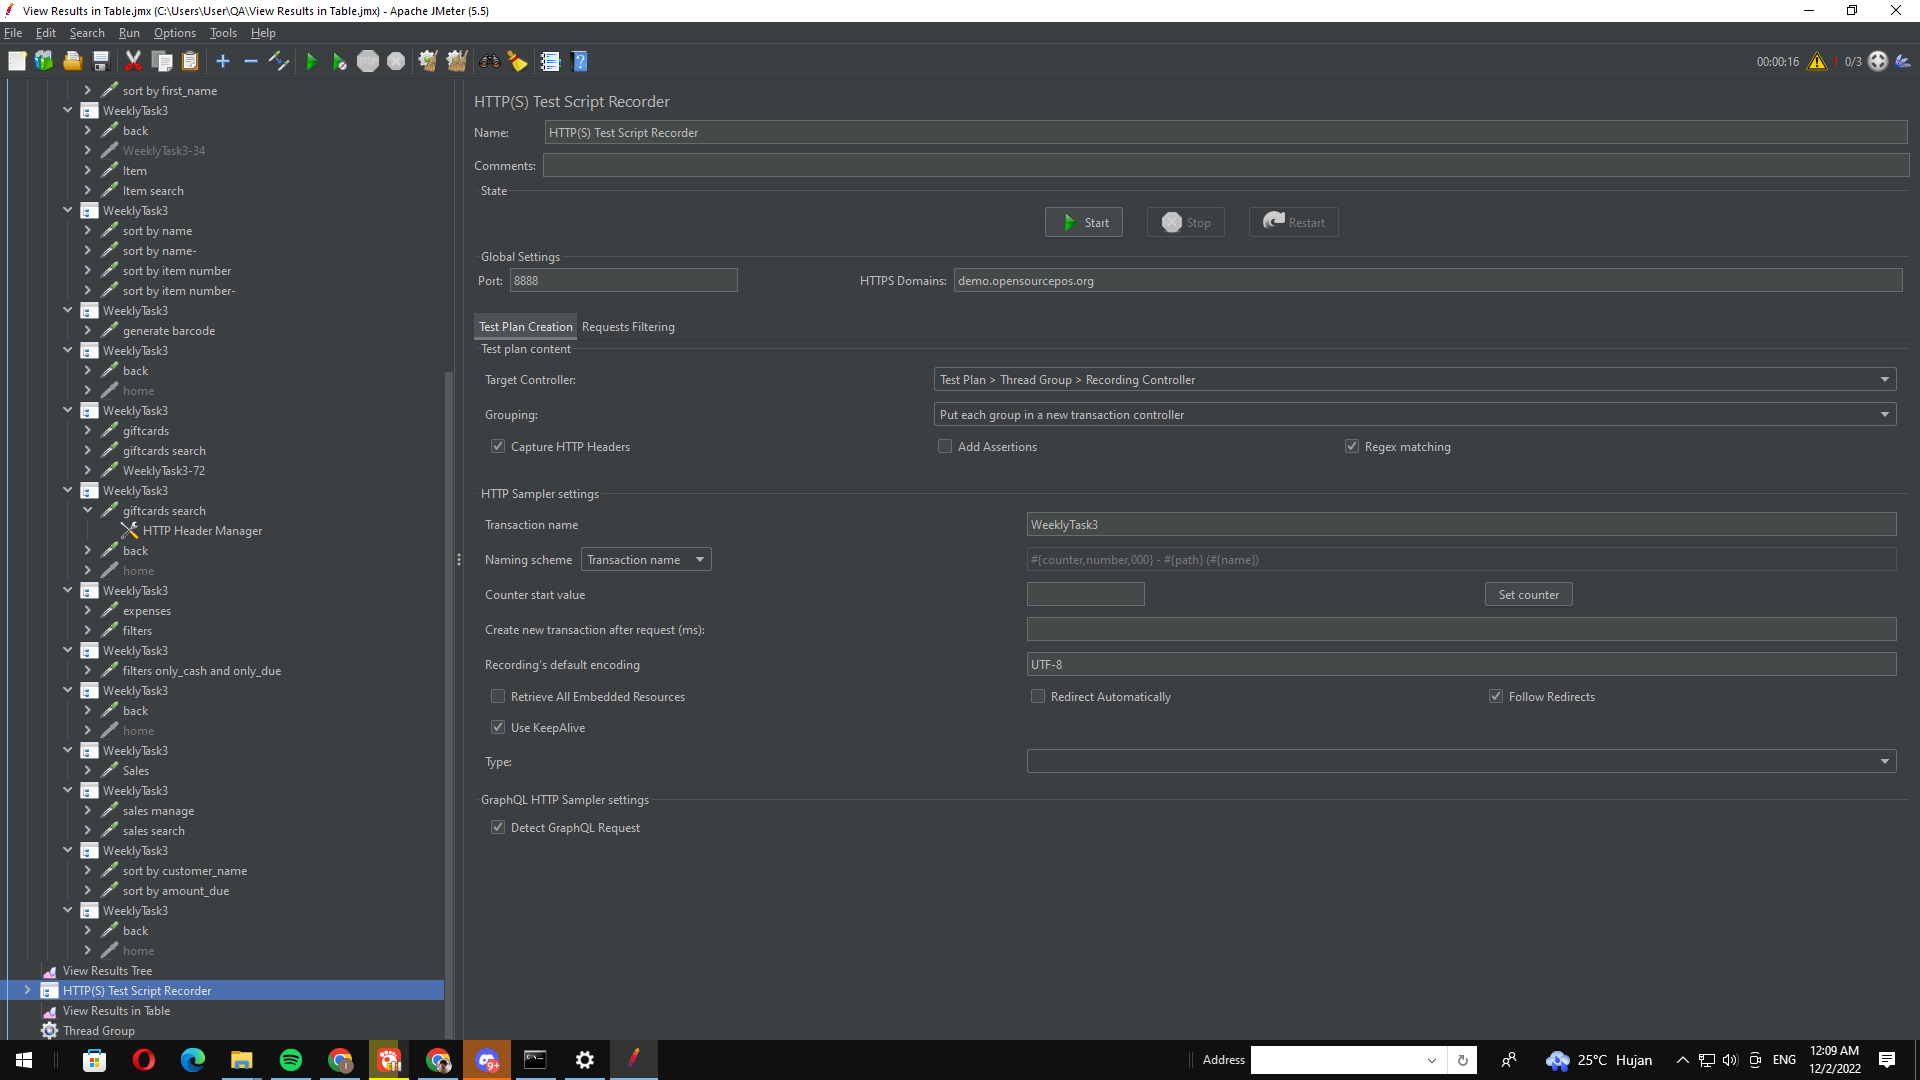 View Results in Table.jmx (C:\Users\User\QA\View Results in Table.jmx) - Apache JMeter (5.5)
File Edit Search Run Options Tools Help
00:00:16 1 0/3
sort by first_name
WeeklyTask3
back
WeeklyTask3-34
Item
Item search
WeeklyTask3
sort by name
sort by name-
sort by item number
sort by item number-
WeeklyTask3
generate barcode
WeeklyTask3
back
home
WeeklyTask3
giftcards
giftcards search
WeeklyTask3-72
WeeklyTask3
giftcards search
HTTP Header Manager
back
home
WeeklyTask3
expenses
filters
WeeklyTask3
filters only_cash and only_due
WeeklyTask3
back
home
WeeklyTask3
Sales
WeeklyTask3
sales manage
sales search
WeeklyTask3
sort by customer_name
sort by amount_due
WeeklyTask3
back
home
View Results Tree
HTTP(S) Test Script Recorder
View Results in Table
Thread Group
HTTP(S) Test Script Recorder
Name: HTTP(S) Test Script Recorder
Comments:
State
Start Stop Restart
Global Settings
Port: 8888 HTTPS Domains: demo.opensourcepos.org
Test Plan Creation Requests Filtering
Test plan content
Target Controller: Test Plan > Thread Group > Recording Controller
Grouping: Put each group in a new transaction controller
Capture HTTP Headers Add Assertions Regex matching
HTTP Sampler settings
Transaction name WeeklyTask3
Naming scheme Transaction name #{counter,number,000} - #{path} (#{name})
Counter start value Set counter
Create new transaction after request (ms):
Recording's default encoding UTF-8
Retrieve All Embedded Resources Redirect Automatically Follow Redirects
Use KeepAlive
Type:
GraphQL HTTP Sampler settings
Detect GraphQL Request
9+
Address
25°C Hujan
ENG
12:09 AM
12/2/2022